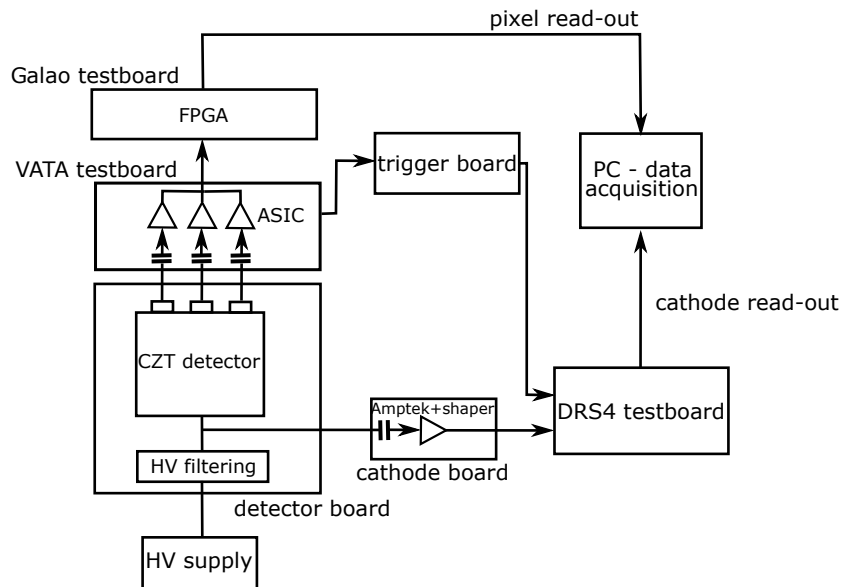 pixel read-out
Galao testboard
FPGA
VATA testboard
trigger board
PC - data
acquisition
ASIC
cathode read-out
CZT detector
Amptek+shaper
DRS4 testboard
HV filtering
cathode board
detector board
HV supply